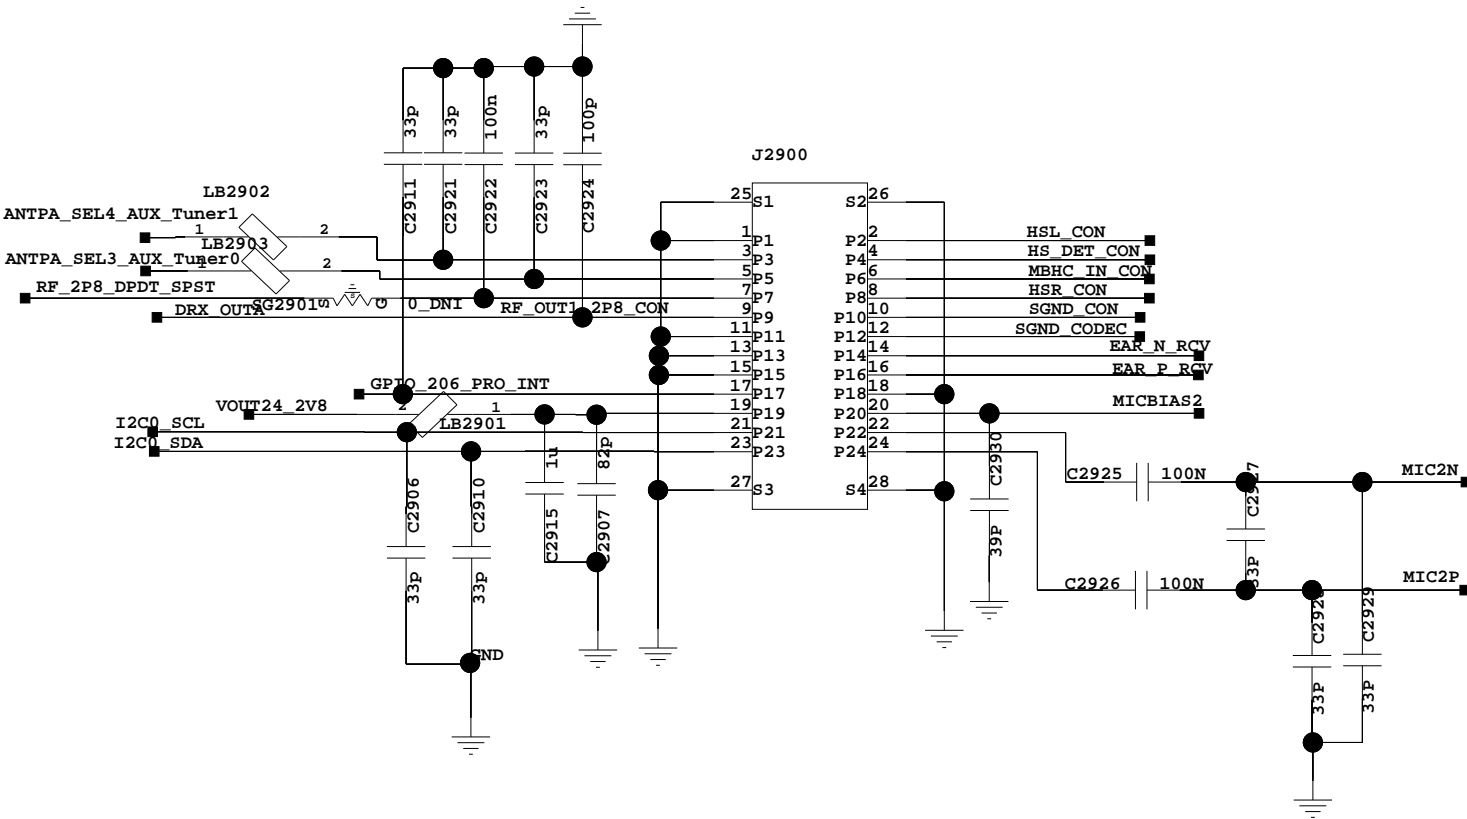 J2900
33p
33p
100n
33p
100p
C2911
C2921
C2922
C2923
C2924
LB2902
ANTPA_SEL4_AUX_Tuner1
1
2
LB2903
ANTPA_SEL3_AUX_Tuner0
1
2
RF_2P8_DPDT_SPST
SG2901
S
G
0_DNI
DRX_OUTA
RF_OUT1_2P8_CON
GPIO_206_PRO_INT
VOUT24_2V8
2
1
LB2901
I2C0_SCL
I2C0_SDA
25 S1
S2 26
1 P1
P2 2
HSL_CON
3 P3
P4 4
HS_DET_CON
5 P5
P6 6
MBHC_IN_CON
7 P7
P8 8
HSR_CON
9 P9
P10 10
SGND_CON
11 P11
P12 12
SGND_CODEC
13 P13
P14 14
EAR_N_RCV
15 P15
P16 16
EAR_P_RCV
17 P17
P18 18
19 P19
P20 20
MICBIAS2
21 P21
P22 22
23 P23
P24 24
27 S3
S4 28
C2906
33p
C2910
33p
1u
C2915
82p
C2907
GND
C2930
39P
C2925
100N
C2927
33P
MIC2N
C2926
100N
MIC2P
33P
C2929
33P